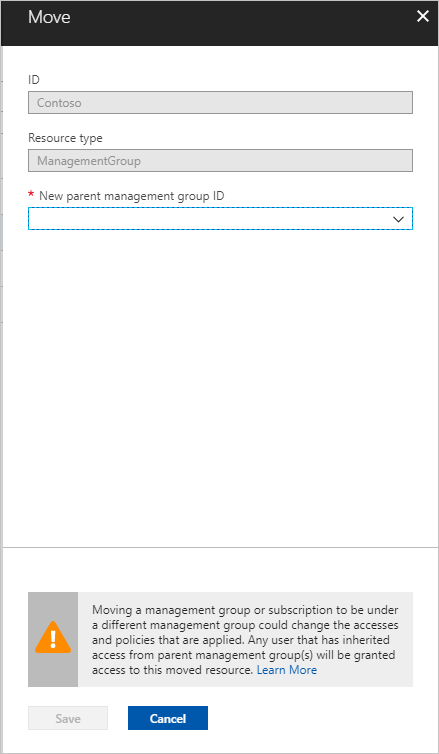 Move
ID
Contoso
Resource type
ManagementGroup
* New parent management group ID
Moving a management group or subscription to be under
a different management group could change the accesses
and policies that are applied. Any user that has inherited
access from parent management group(s) will be granted
access to this moved resource. Learn More
Save
Cancel